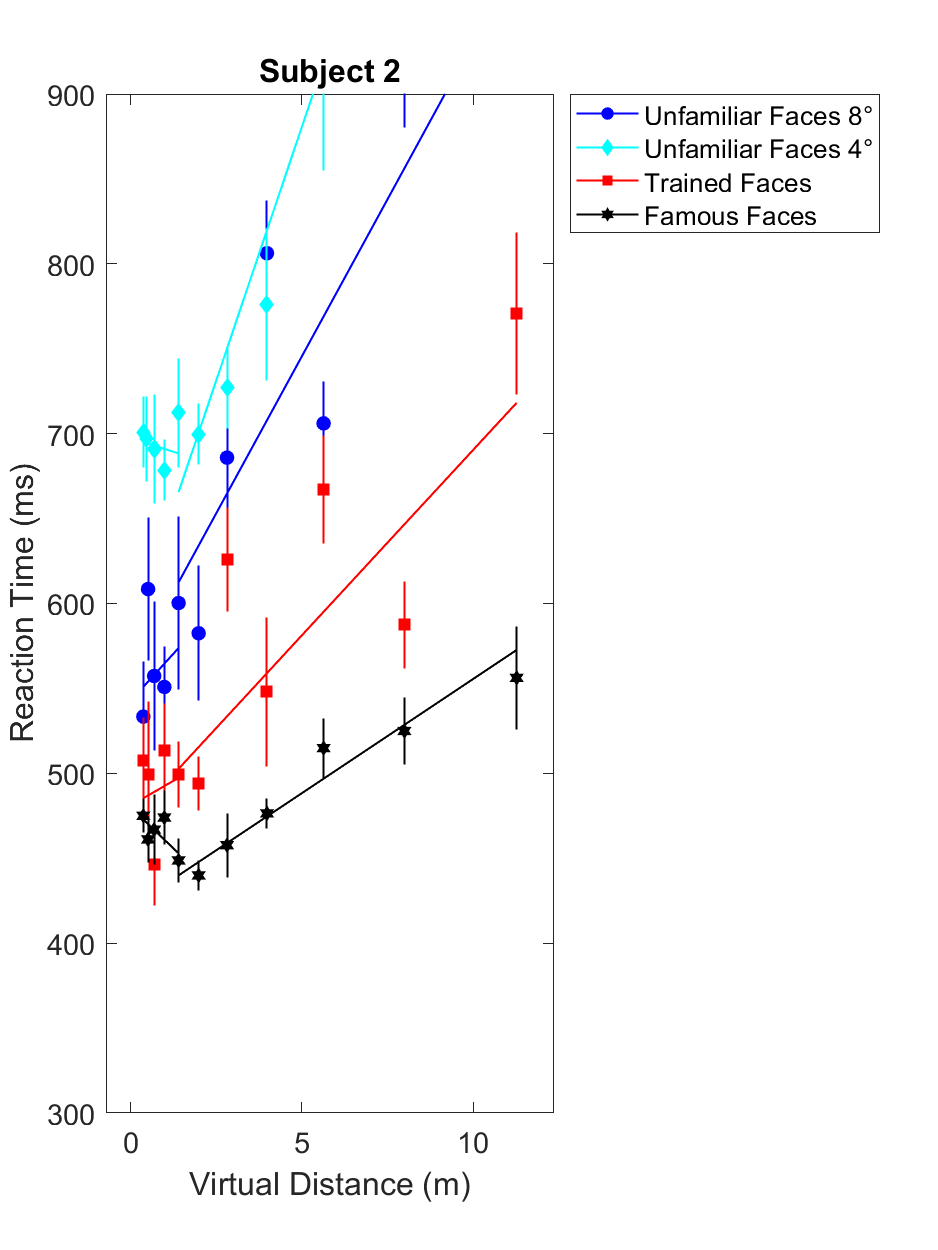 Subject 2
900
800
700
600
500
400
300
0
5
10
Reaction Time (ms)
Virtual Distance (m)
Unfamiliar Faces 8°
Unfamiliar Faces 4°
Trained Faces
Famous Faces